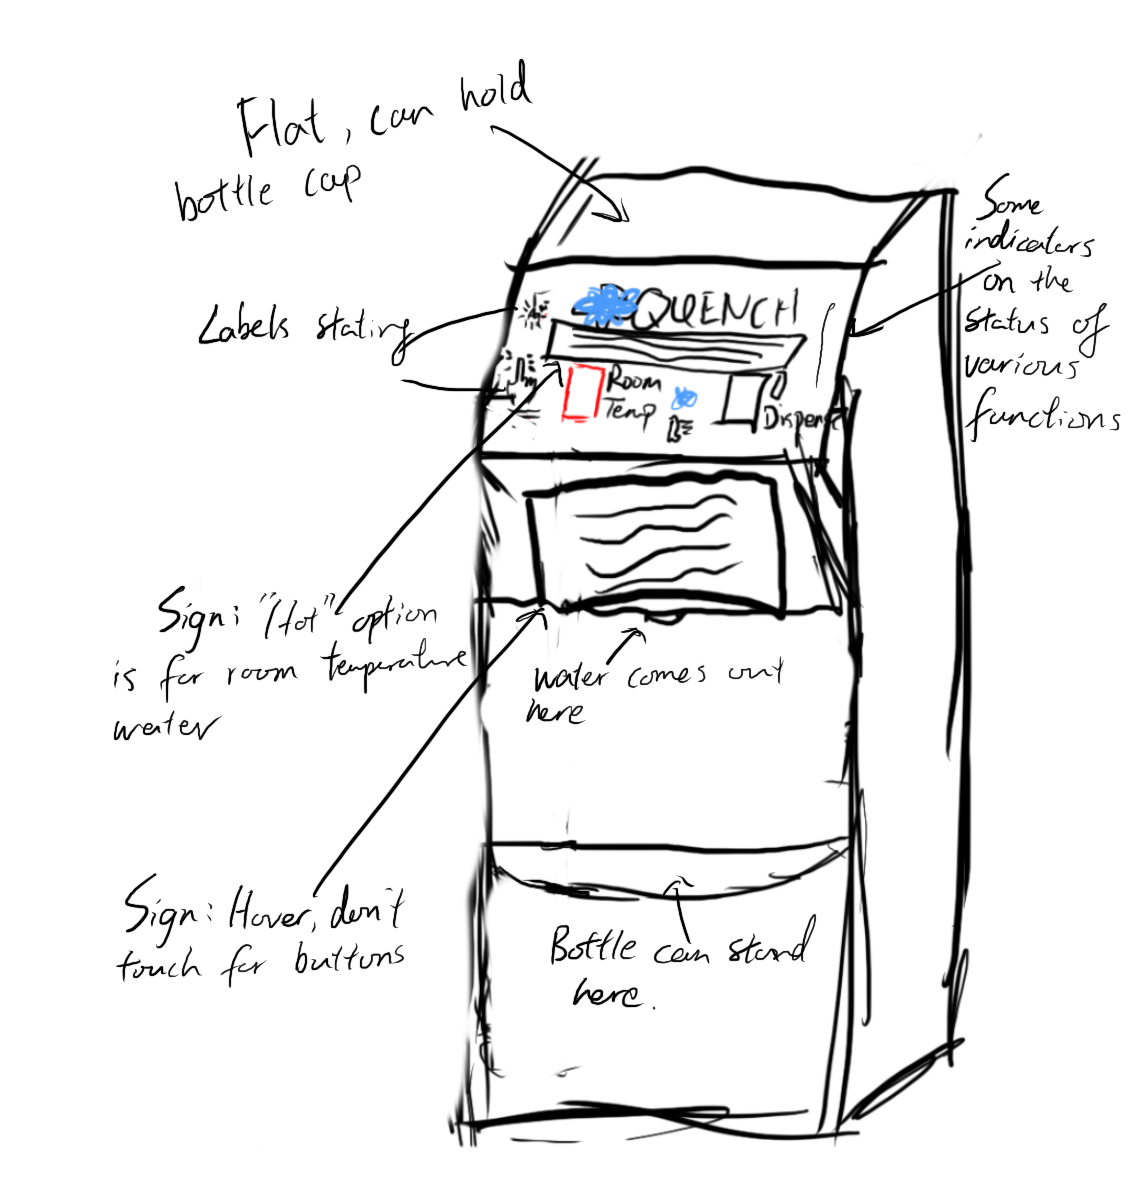 Flat, can hold
bottle cap
Some
indicators
on the
status of
various
functions
Labels stating
QUENCH
Room
Temp
Dispense
Sign: "Hot" option
is for room temperature
water
water comes out
here
Sign: Hover, don't
touch for buttons
Bottle can stand
here.